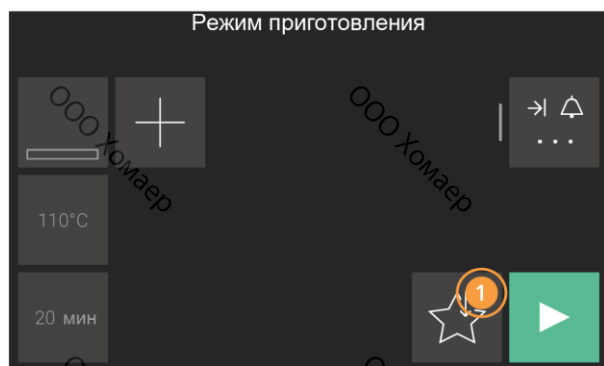 Режим приготовления
ООО Хомаер
ООО Хомаер
110°C
1
20 мин
О
О